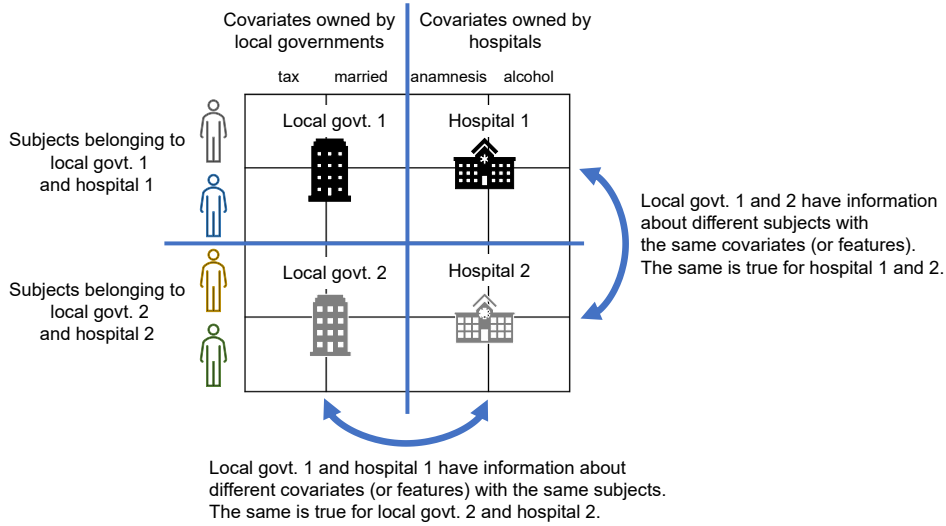 Covariates owned by
local governments
Covariates owned by
hospitals
tax
married
anamnesis
alcohol
Subjects belonging to
local govt. 1
and hospital 1
Local govt. 1
Hospital 1
Local govt. 1 and 2 have information
about different subjects with
the same covariates (or features).
The same is true for hospital 1 and 2.
Subjects belonging to
local govt. 2
and hospital 2
Local govt. 2
Hospital 2
Local govt. 1 and hospital 1 have information about
different covariates (or features) with the same subjects.
The same is true for local govt. 2 and hospital 2.